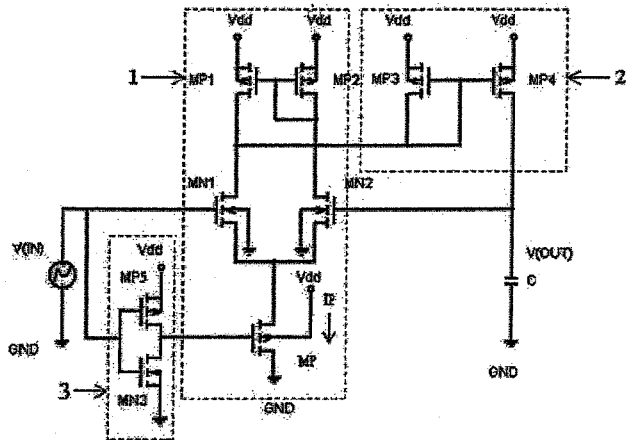 Vdd
Vdd
Vdd
Vdd
1
MP1
MP2
MP3
MP4
2
MN1
MN2
V(IN)
Vdd
MP5
Vdd
IF
V(OUT)
C
GND
MP
3
MN3
GND
GND